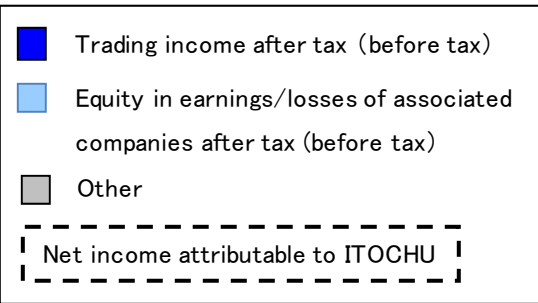 Trading income after tax (before tax)
Equity in earnings/losses of associated
companies after tax (before tax)
Other
Net income attributable to ITOCHU